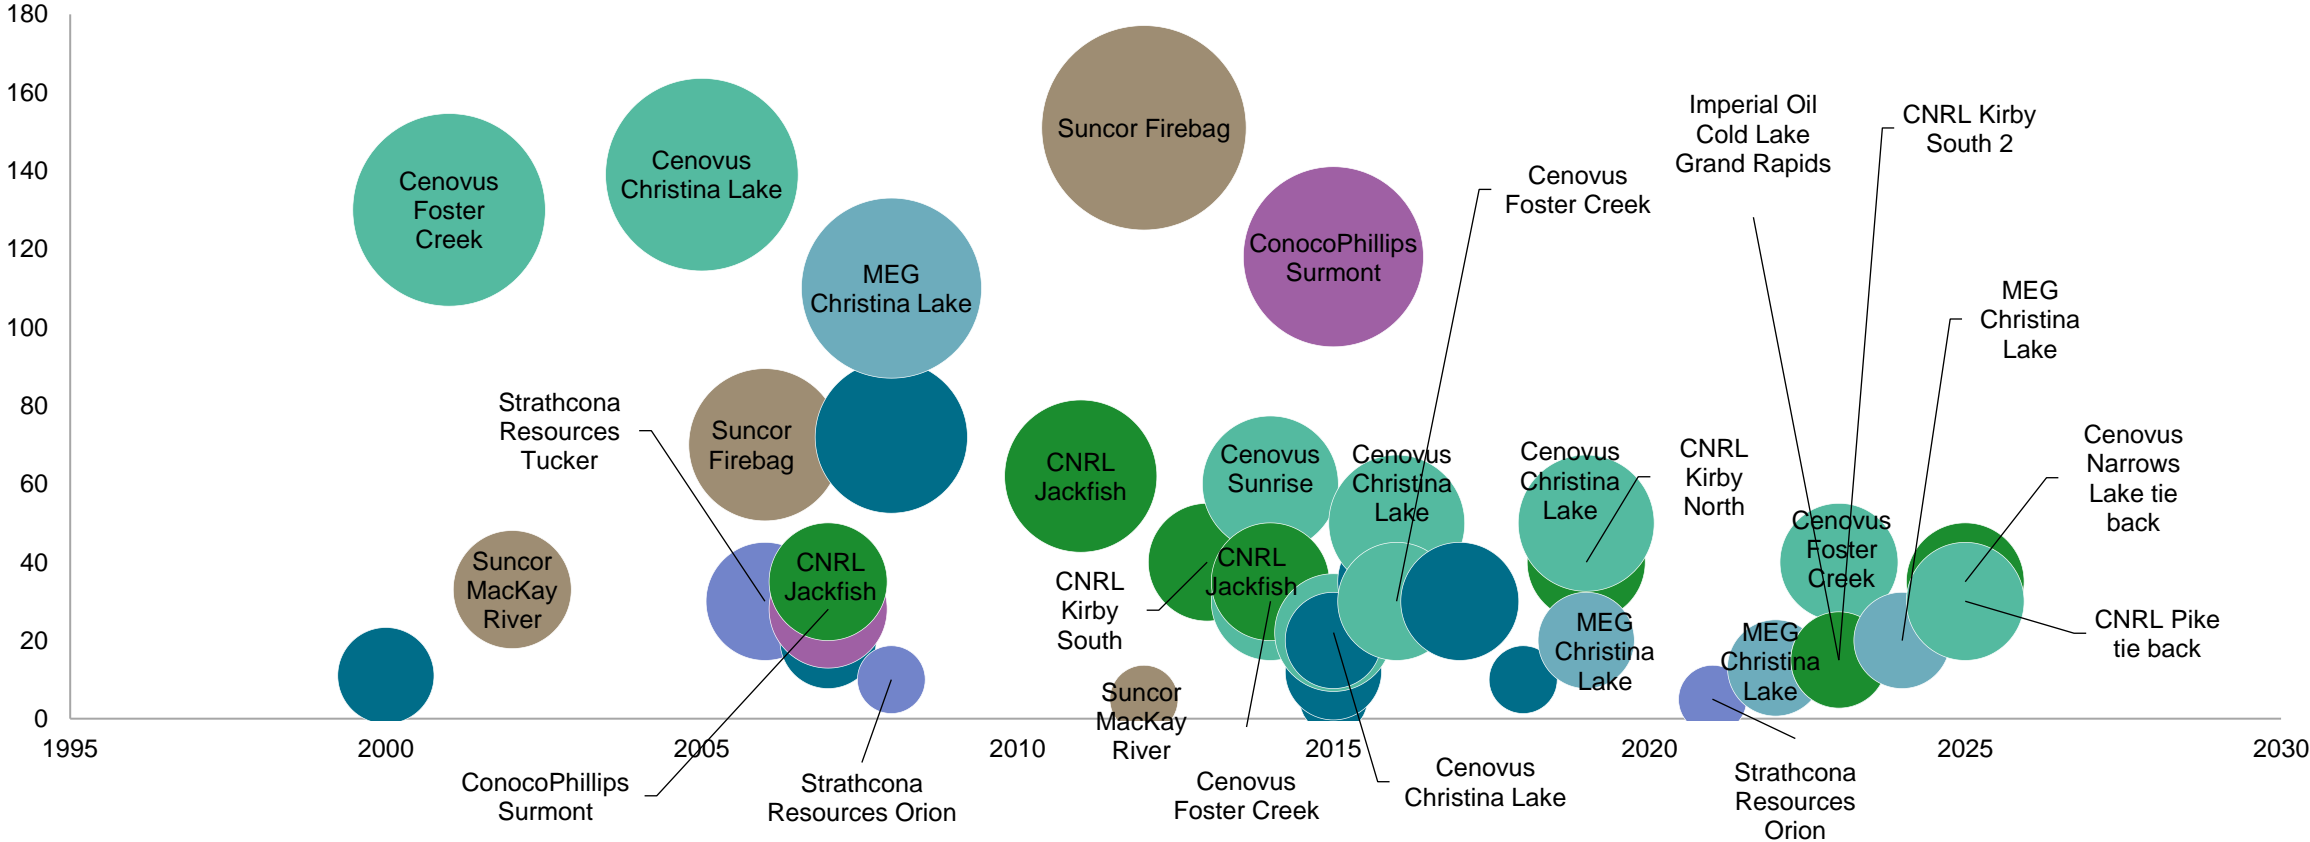 180
160
140
120
100
80
60
40
20
0
1995
2000
2005
2010
2015
2020
2025
2030
Cenovus
Foster
Creek
Cenovus
Christina Lake
MEG
Christina Lake
Suncor Firebag
ConocoPhillips
Surmont
Cenovus
Foster Creek
Imperial Oil
Cold Lake
Grand Rapids
CNRL Kirby
South 2
MEG
Christina
Lake
Strathcona
Resources
Tucker
Suncor
Firebag
CNRL
Jackfish
Cenovus
Sunrise
Cenovus
Christina
Lake
Cenovus
Christina
Lake
CNRL
Kirby
North
Cenovus
Narrows
Lake tie
back
Suncor
MacKay
River
CNRL
Jackfish
CNRL
Kirby
South
CNRL
Jackfish
Cenovus
Foster
Creek
MEG
Christina
Lake
MEG
Christina
Lake
CNRL Pike
tie back
Suncor
MacKay
River
ConocoPhillips
Surmont
Strathcona
Resources Orion
Cenovus
Foster Creek
Cenovus
Christina Lake
Strathcona
Resources
Orion